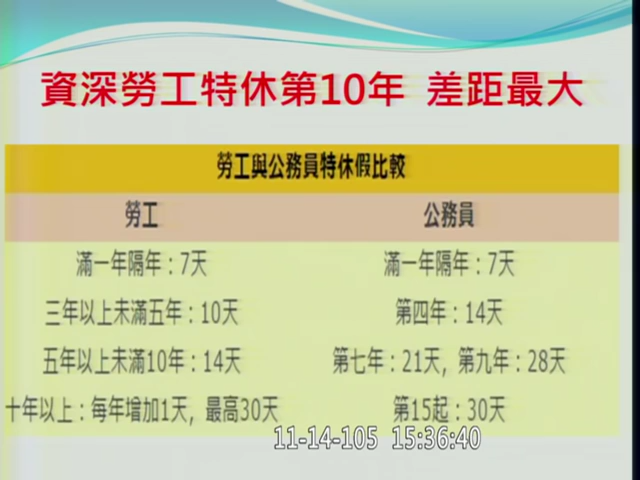 資深勞工特休第10年 差距最大
勞工與公務員特休假比較
勞工 公務員
滿一年隔年：7天 滿一年隔年：7天
三年以上未滿五年：10天 第四年：14天
五年以上未滿10年：14天 第七年：21天, 第九年：28天
十年以上：每年增加1天, 最高30天 第15起：30天
11-14-105 15:36:40